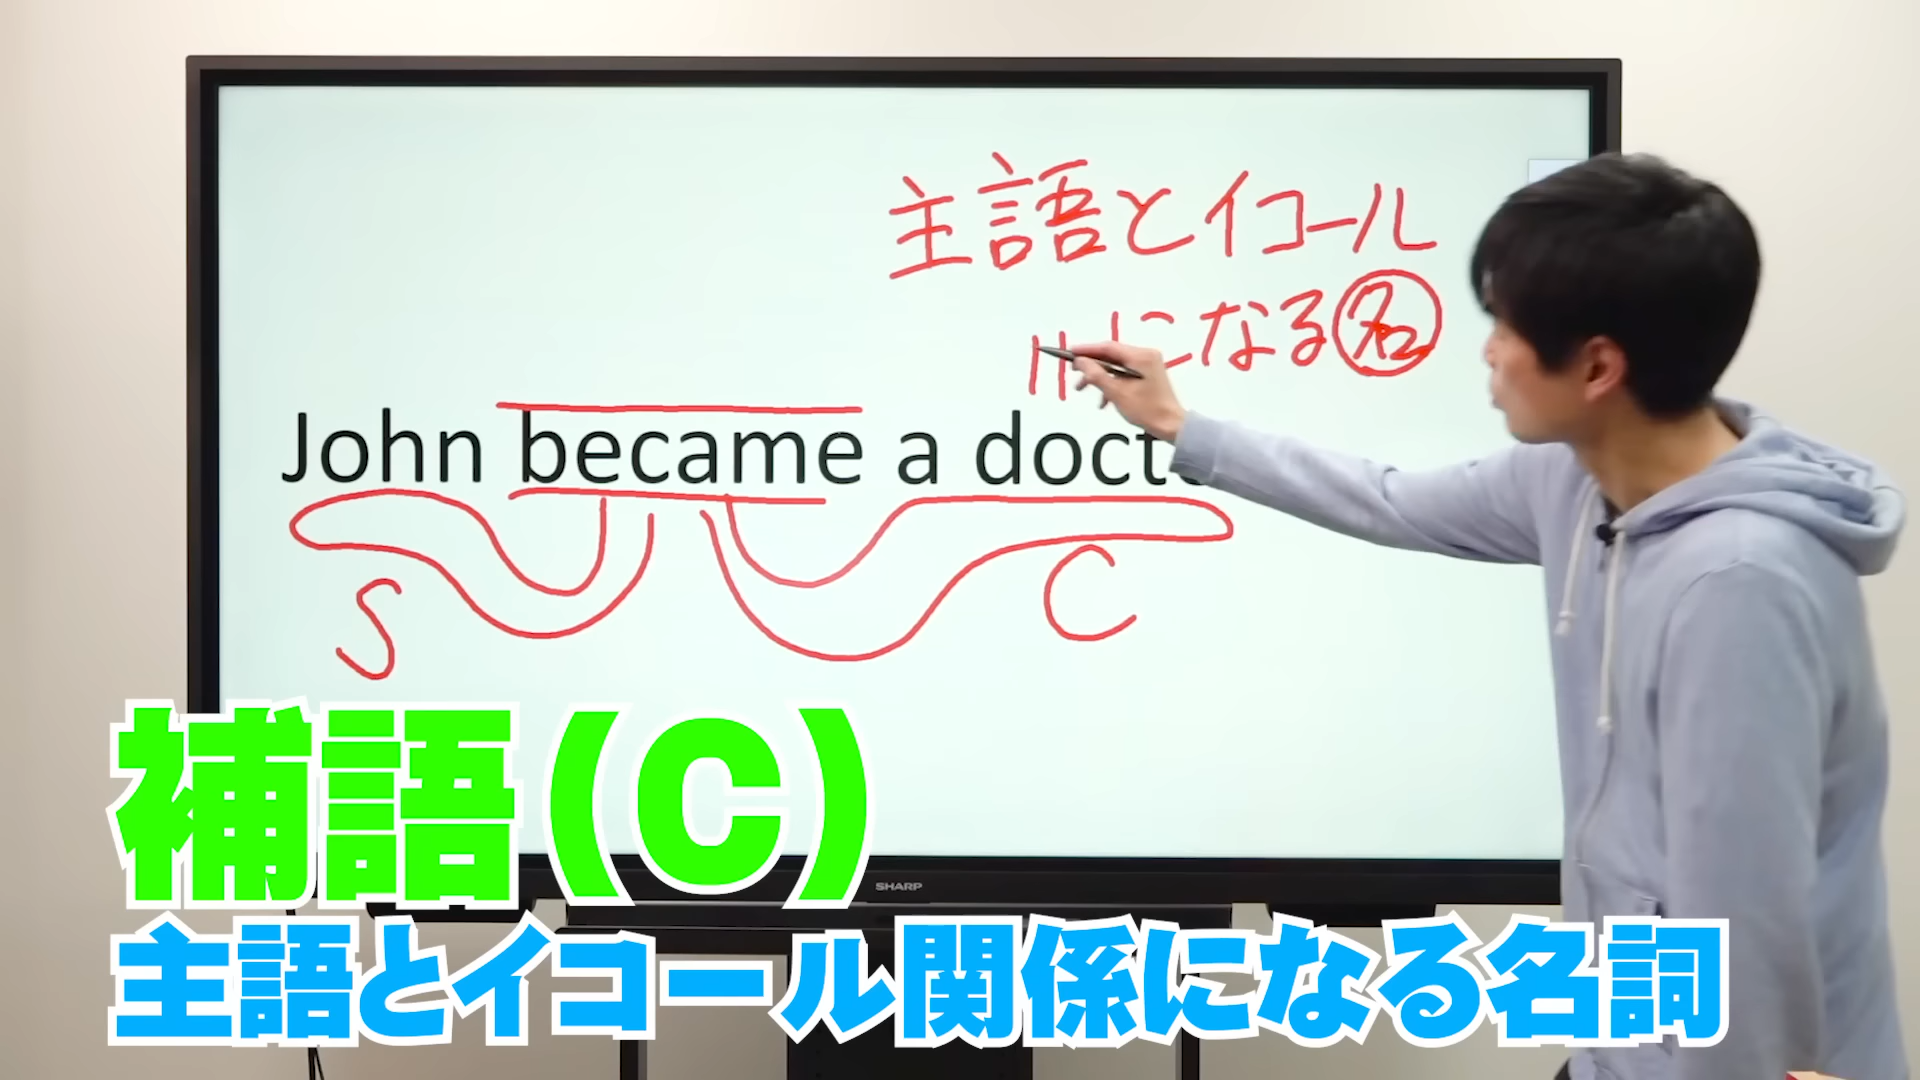 主語とイコール
〃になる名
John became a docto
S
C
SHARP
補語(C)
主語とイコール関係になる名詞